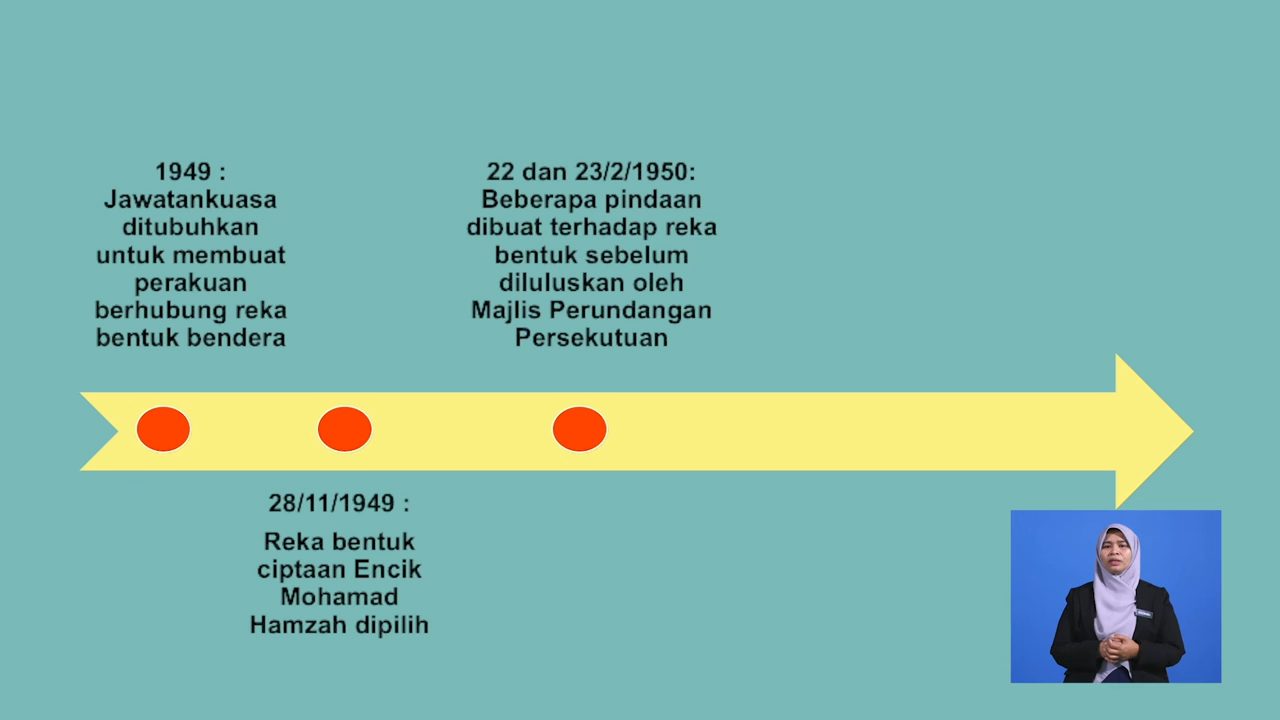 1949 :
Jawatankuasa
ditubuhkan
untuk membuat
perakuan
berhubung reka
bentuk bendera
22 dan 23/2/1950:
Beberapa pindaan
dibuat terhadap reka
bentuk sebelum
diluluskan oleh
Majlis Perundangan
Persekutuan
28/11/1949 :
Reka bentuk
ciptaan Encik
Mohamad
Hamzah dipilih